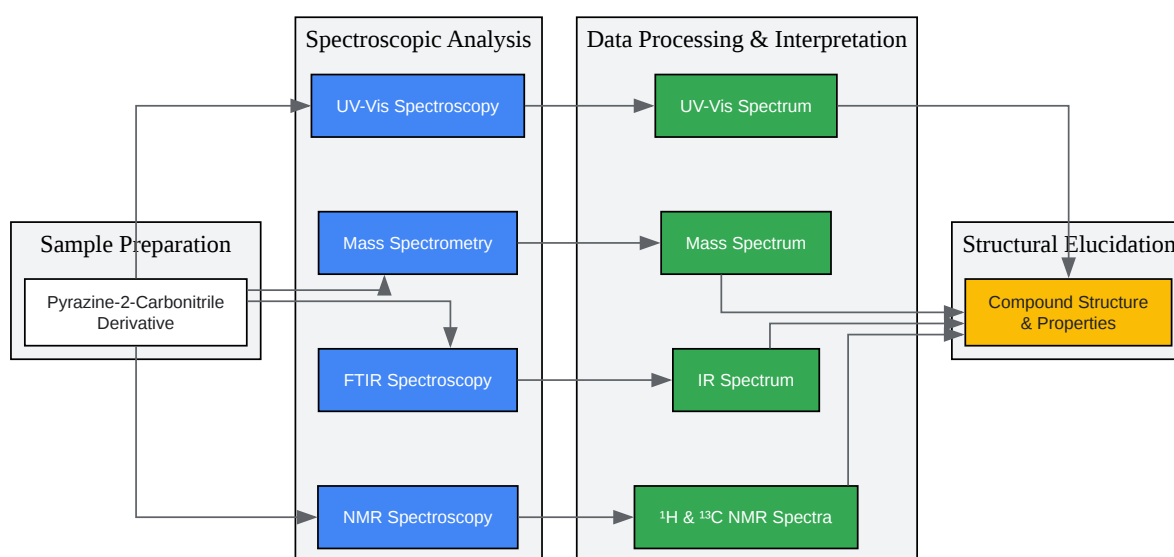 Spectroscopic Analysis
Data Processing & Interpretation
UV-Vis Spectroscopy
UV-Vis Spectrum
Sample Preparation
Mass Spectrometry
Mass Spectrum
Structural Elucidation
Pyrazine-2-Carbonitrile
Derivative
Compound Structure
& Properties
FTIR Spectroscopy
IR Spectrum
NMR Spectroscopy
¹H & ¹³C NMR Spectra